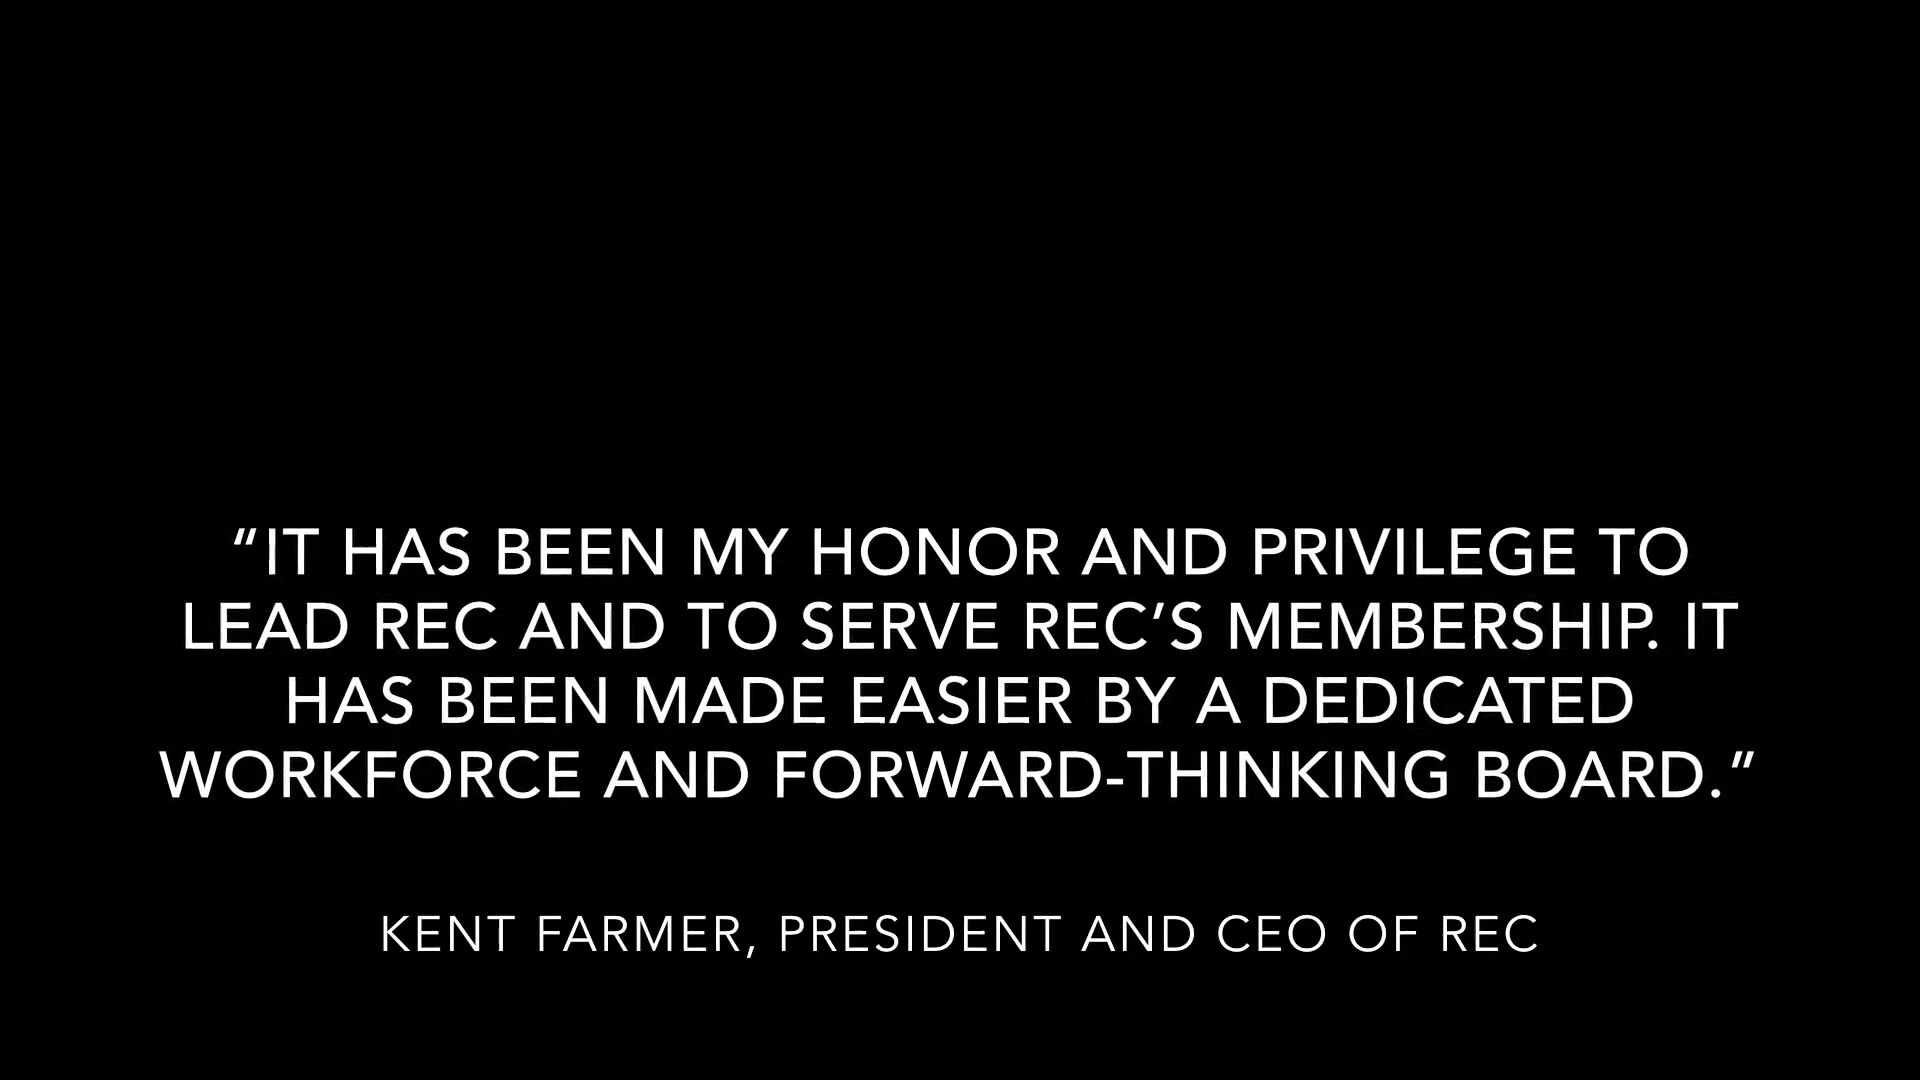 “IT HAS BEEN MY HONOR AND PRIVILEGE TO
LEAD REC AND TO SERVE REC’S MEMBERSHIP. IT
HAS BEEN MADE EASIER BY A DEDICATED
WORKFORCE AND FORWARD-THINKING BOARD.”
KENT FARMER, PRESIDENT AND CEO OF REC